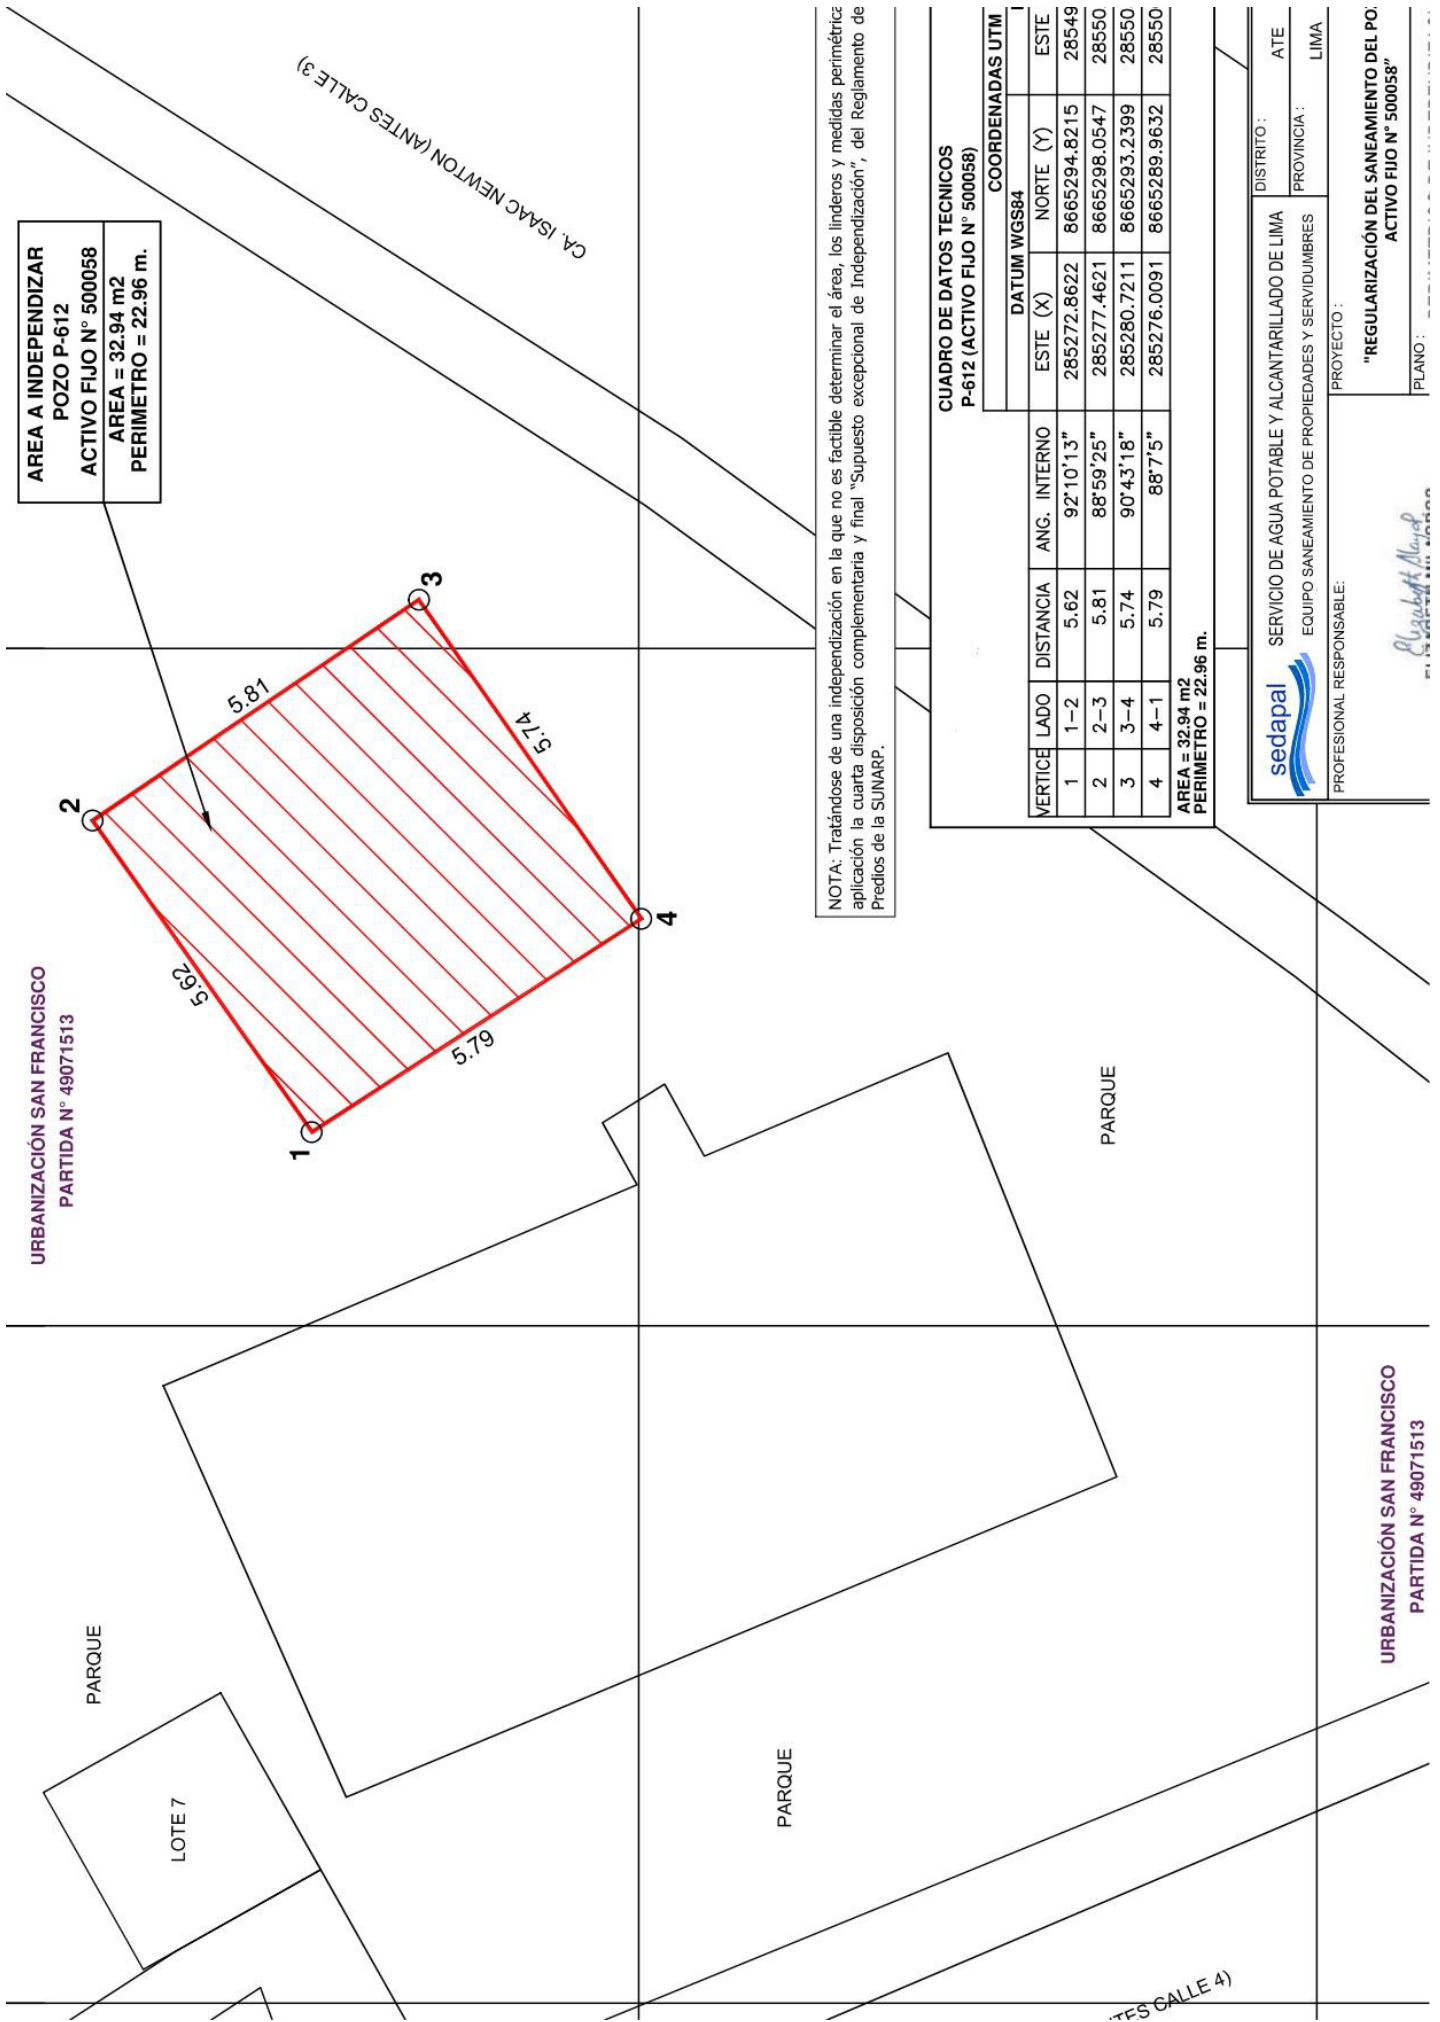 URBANIZACIÓN SAN FRANCISCO
PARTIDA N° 49071513
AREA A INDEPENDIZAR
POZO P-612
ACTIVO FIJO N° 500058
AREA = 32.94 m2
PERIMETRO = 22.96 m.
CA. ISAAC NEWTON (ANTES CALLE 3)
1
2
3
4
5.62
5.81
5.74
5.79
PARQUE
LOTE 7
PARQUE
PARQUE
NOTA: Tratándose de una independización en la que no es factible determinar el área, los linderos y medidas perimétrica
aplicación la cuarta disposición complementaria y final "Supuesto excepcional de Independización", del Reglamento de
Predios de la SUNARP.
CUADRO DE DATOS TECNICOS
P-612 (ACTIVO FIJO N° 500058)
COORDENADAS UTM
DATUM WGS84
VERTICE LADO DISTANCIA ANG. INTERNO ESTE (X) NORTE (Y) ESTE
1 1-2 5.62 92°10'13" 285272.8622 8665294.8215 28549
2 2-3 5.81 88°59'25" 285277.4621 8665298.0547 28550
3 3-4 5.74 90°43'18" 285280.7211 8665293.2399 28550
4 4-1 5.79 88°7'5" 285276.0091 8665289.9632 28550
AREA = 32.94 m2
PERIMETRO = 22.96 m.
sedapal
SERVICIO DE AGUA POTABLE Y ALCANTARILLADO DE LIMA
EQUIPO SANEAMIENTO DE PROPIEDADES Y SERVIDUMBRES
DISTRITO : ATE
PROVINCIA : LIMA
PROFESIONAL RESPONSABLE:
PROYECTO :
"REGULARIZACIÓN DEL SANEAMIENTO DEL PO
ACTIVO FIJO N° 500058"
PLANO :
URBANIZACIÓN SAN FRANCISCO
PARTIDA N° 49071513
TES CALLE 4)